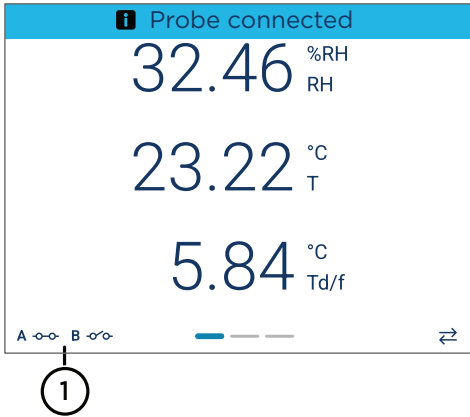 i Probe connected
32.46 %RH
RH
23.22 °C
T
5.84 °C
Td/f
A B
1